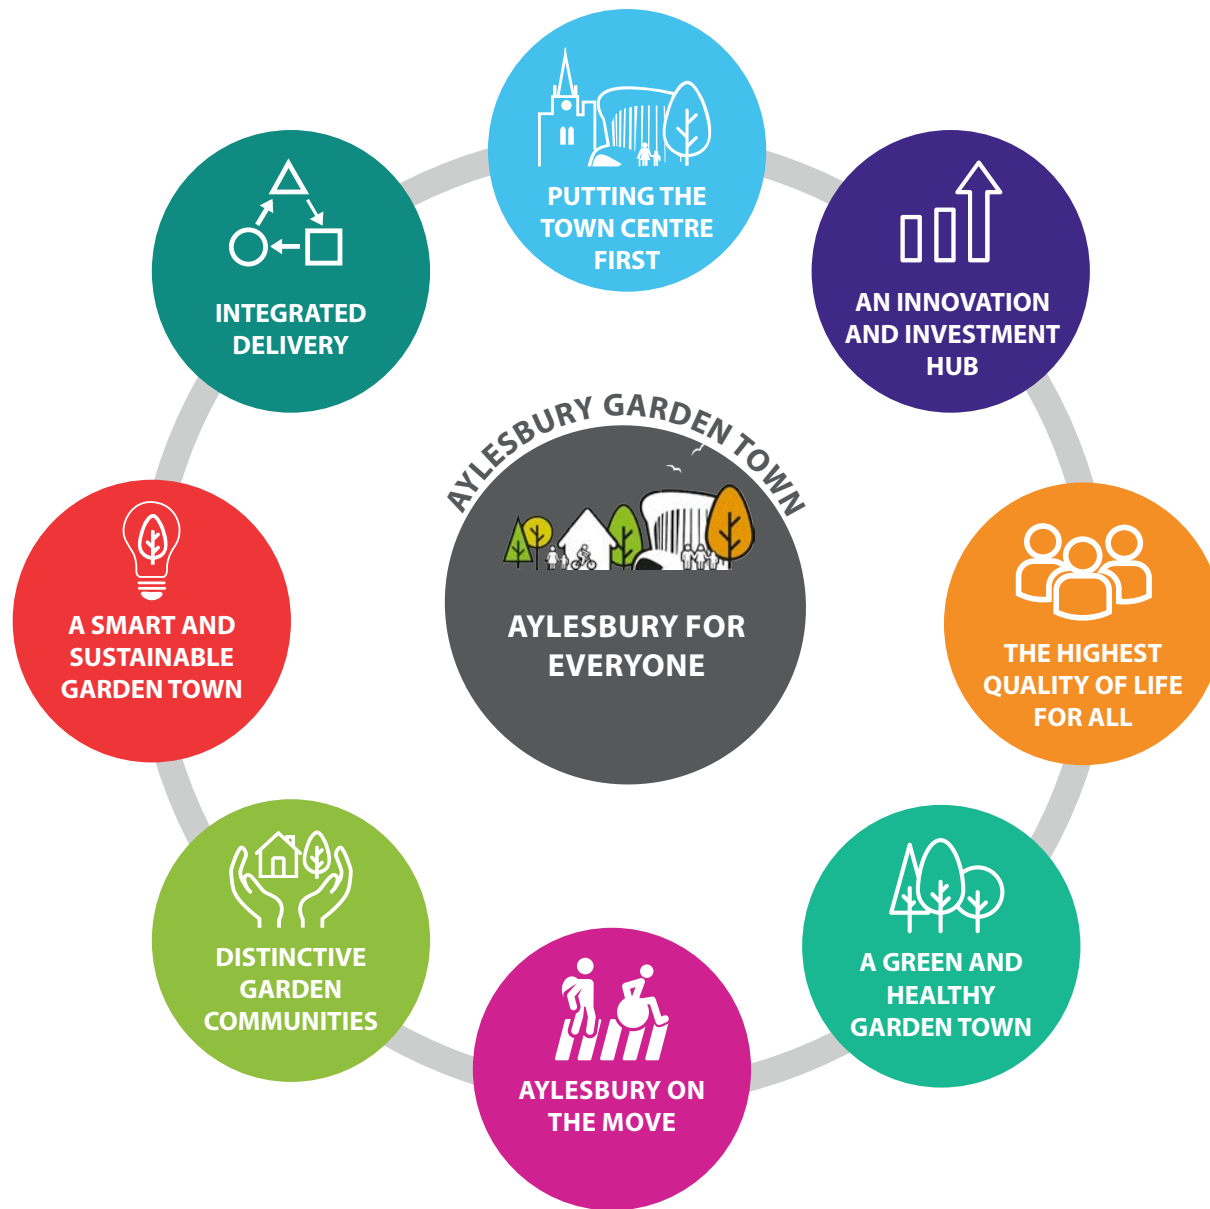 PUTTING THE
TOWN CENTRE
FIRST
AN INNOVATION
AND INVESTMENT
HUB
THE HIGHEST
QUALITY OF LIFE
FOR ALL
A GREEN AND
HEALTHY
GARDEN TOWN
AYLESBURY ON
THE MOVE
DISTINCTIVE
GARDEN
COMMUNITIES
A SMART AND
SUSTAINABLE
GARDEN TOWN
INTEGRATED
DELIVERY
AYLESBURY GARDEN TOWN
AYLESBURY FOR
EVERYONE